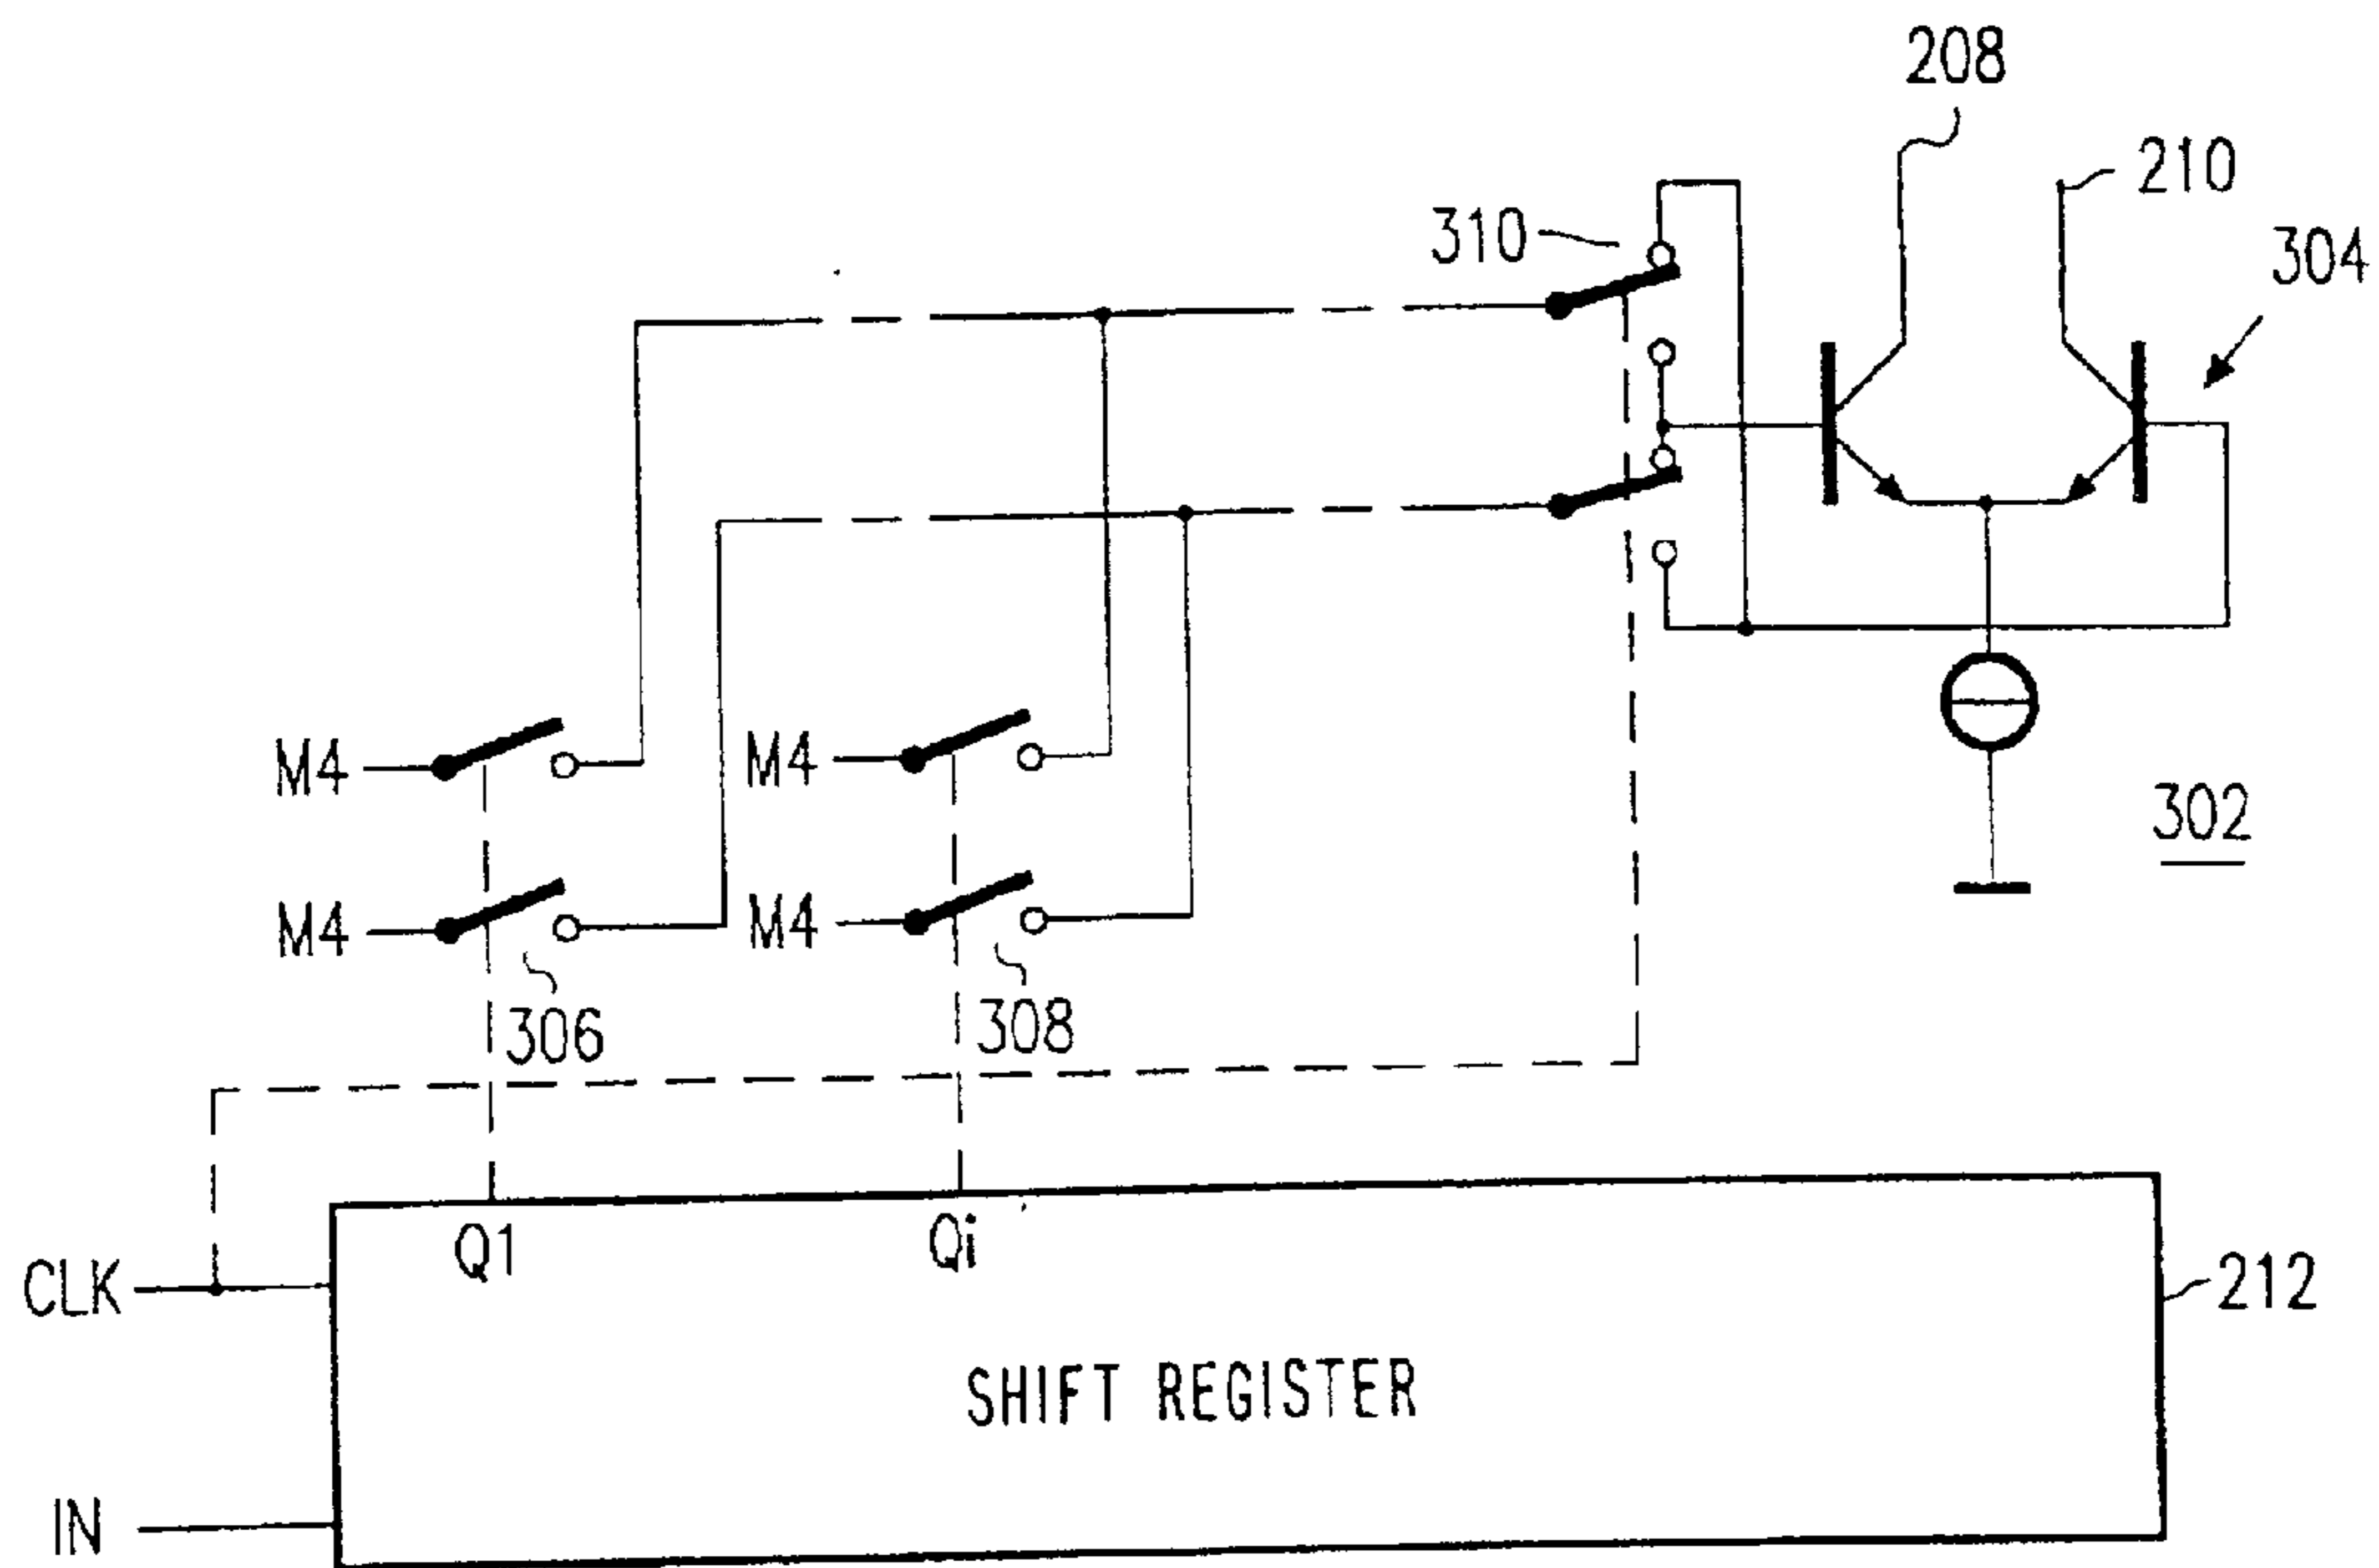 208
210
310
304
M4
M4
302
M4
M4
306
308
Q1
Qi
CLK
212
SHIFT REGISTER
IN